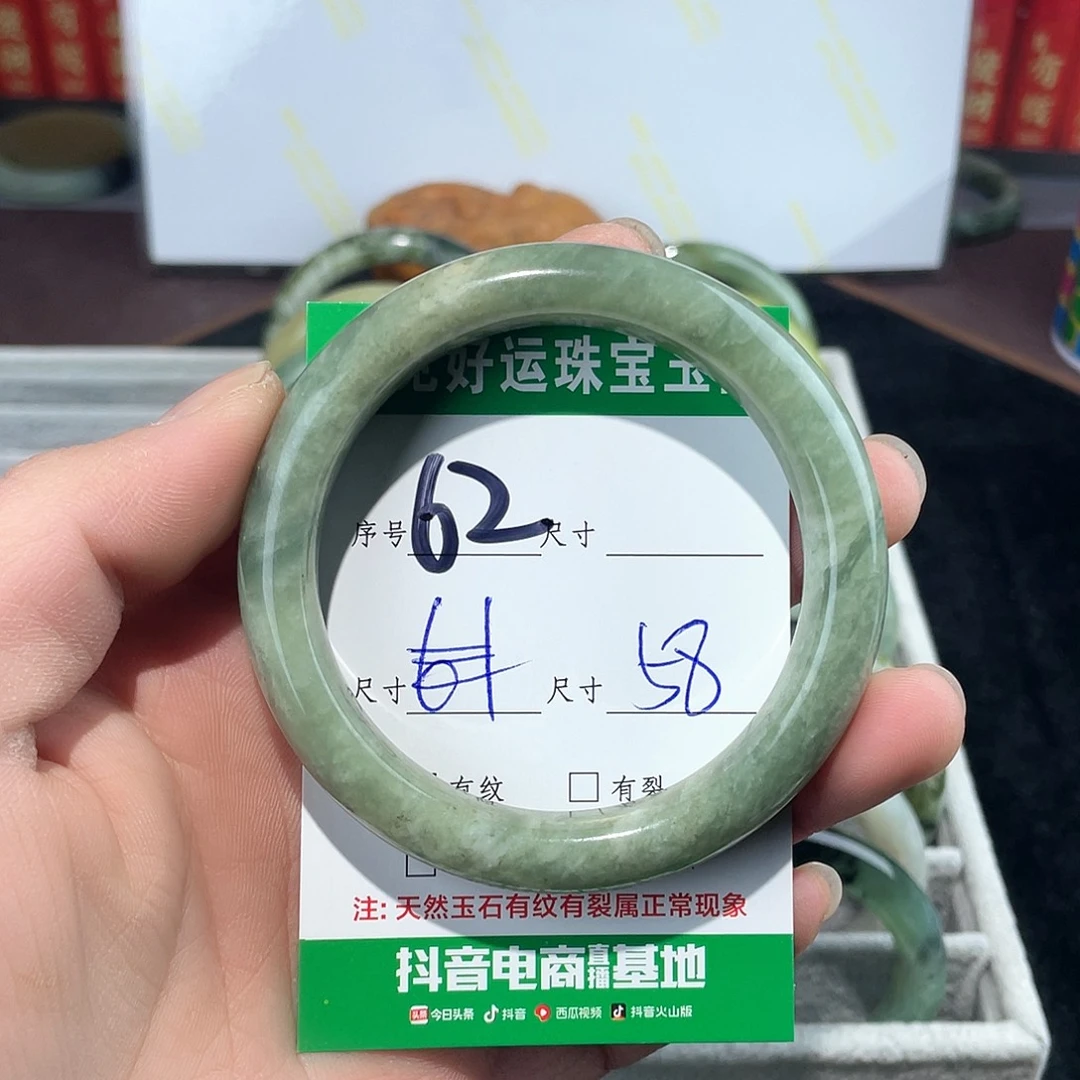 好运珠宝玉
序号 62 尺寸
尺寸 61 尺寸 58
有纹 有裂
注: 天然玉石有纹有裂属正常现象
抖音电商直播基地
头条 今日头条 抖音 西瓜视频 抖音火山版